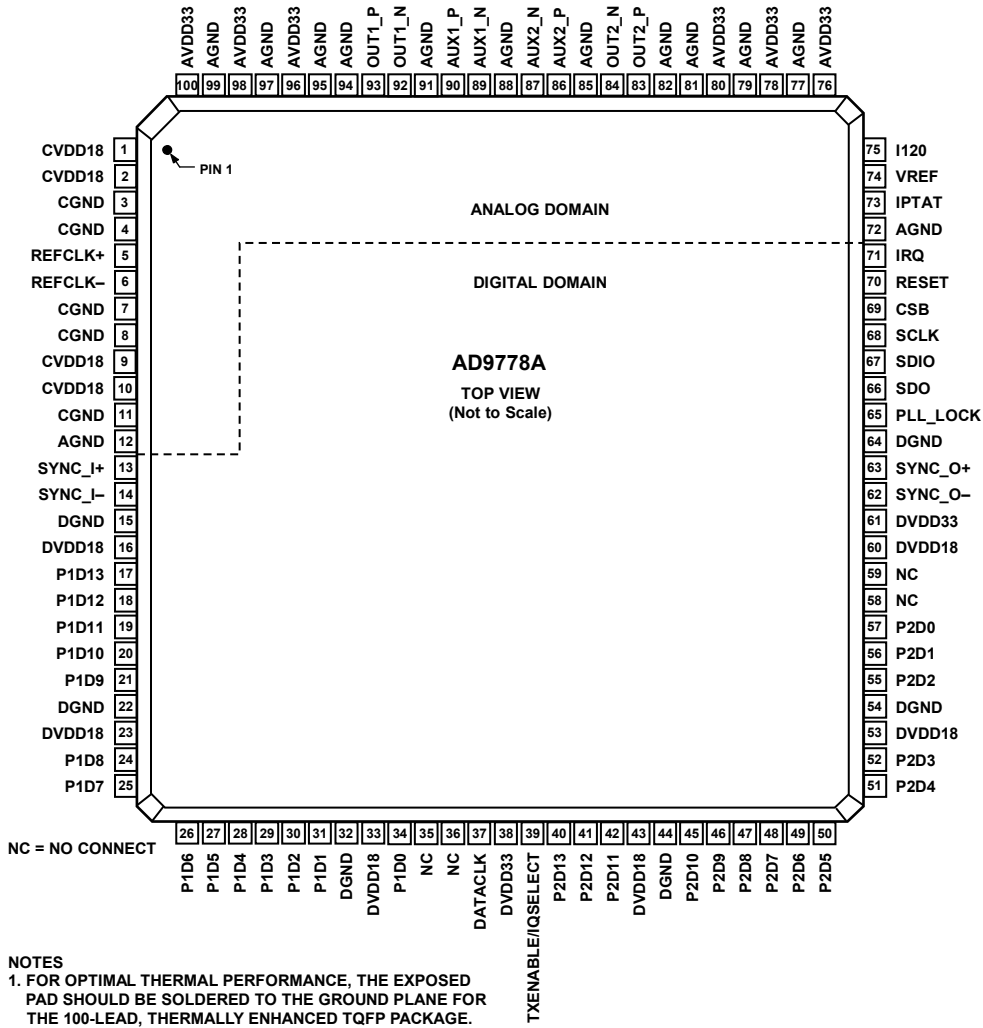 AVDD33
AGND
AVDD33
AGND
AVDD33
AGND
AGND
OUT1_P
OUT1_N
AGND
AUX1_P
AUX1_N
AGND
AUX2_N
AUX2_P
AGND
OUT2_N
OUT2_P
AGND
AGND
AVDD33
AGND
AVDD33
AGND
AVDD33
100 99 98 97 96 95 94 93 92 91 90 89 88 87 86 85 84 83 82 81 80 79 78 77 76
CVDD18 1
CVDD18 2
CGND 3
CGND 4
REFCLK+ 5
REFCLK– 6
CGND 7
CGND 8
CVDD18 9
CVDD18 10
CGND 11
AGND 12
SYNC_I+ 13
SYNC_I– 14
DGND 15
DVDD18 16
P1D13 17
P1D12 18
P1D11 19
P1D10 20
P1D9 21
DGND 22
DVDD18 23
P1D8 24
P1D7 25
PIN 1
ANALOG DOMAIN
DIGITAL DOMAIN
AD9778A
TOP VIEW
(Not to Scale)
75 I120
74 VREF
73 IPTAT
72 AGND
71 IRQ
70 RESET
69 CSB
68 SCLK
67 SDIO
66 SDO
65 PLL_LOCK
64 DGND
63 SYNC_O+
62 SYNC_O–
61 DVDD33
60 DVDD18
59 NC
58 NC
57 P2D0
56 P2D1
55 P2D2
54 DGND
53 DVDD18
52 P2D3
51 P2D4
26 27 28 29 30 31 32 33 34 35 36 37 38 39 40 41 42 43 44 45 46 47 48 49 50
P1D6
P1D5
P1D4
P1D3
P1D2
P1D1
DGND
DVDD18
P1D0
NC
NC
DATACLK
DVDD33
TXENABLE/IQSELECT
P2D13
P2D12
P2D11
DVDD18
DGND
P2D10
P2D9
P2D8
P2D7
P2D6
P2D5
NC = NO CONNECT
NOTES
1. FOR OPTIMAL THERMAL PERFORMANCE, THE EXPOSED
PAD SHOULD BE SOLDERED TO THE GROUND PLANE FOR
THE 100-LEAD, THERMALLY ENHANCED TQFP PACKAGE.